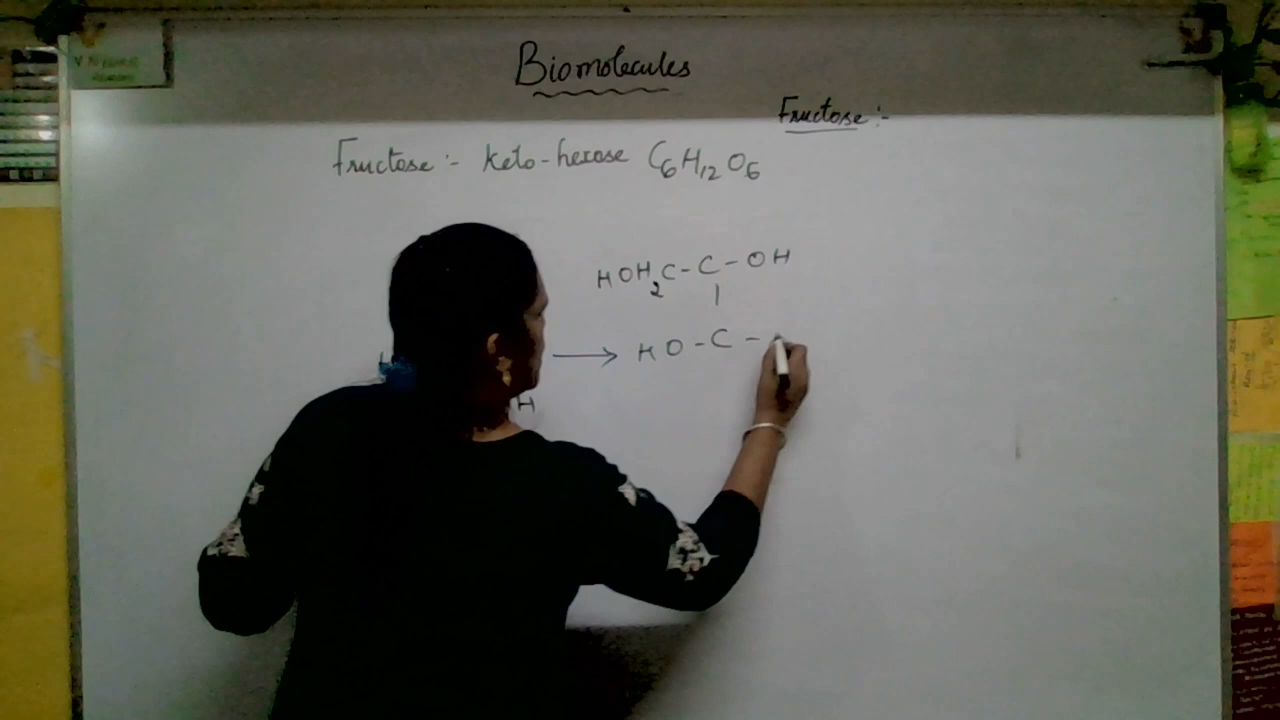 Biomolecules
Fructose :-
Fructose :- keto-hexose C6H12O6
HOH2C - C - OH
HO - C -
H